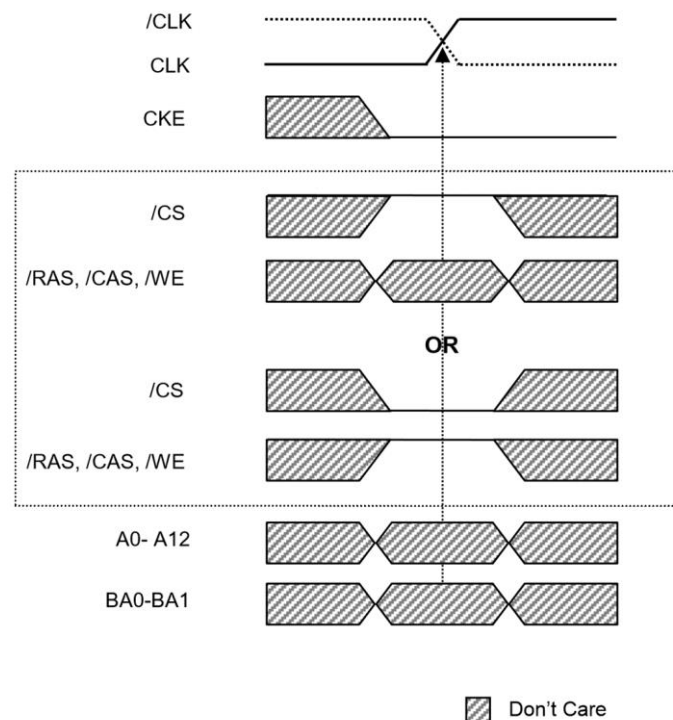 /CLK
CLK
CKE
/CS
/RAS, /CAS, /WE
OR
/CS
/RAS, /CAS, /WE
A0- A12
BA0-BA1
Don't Care